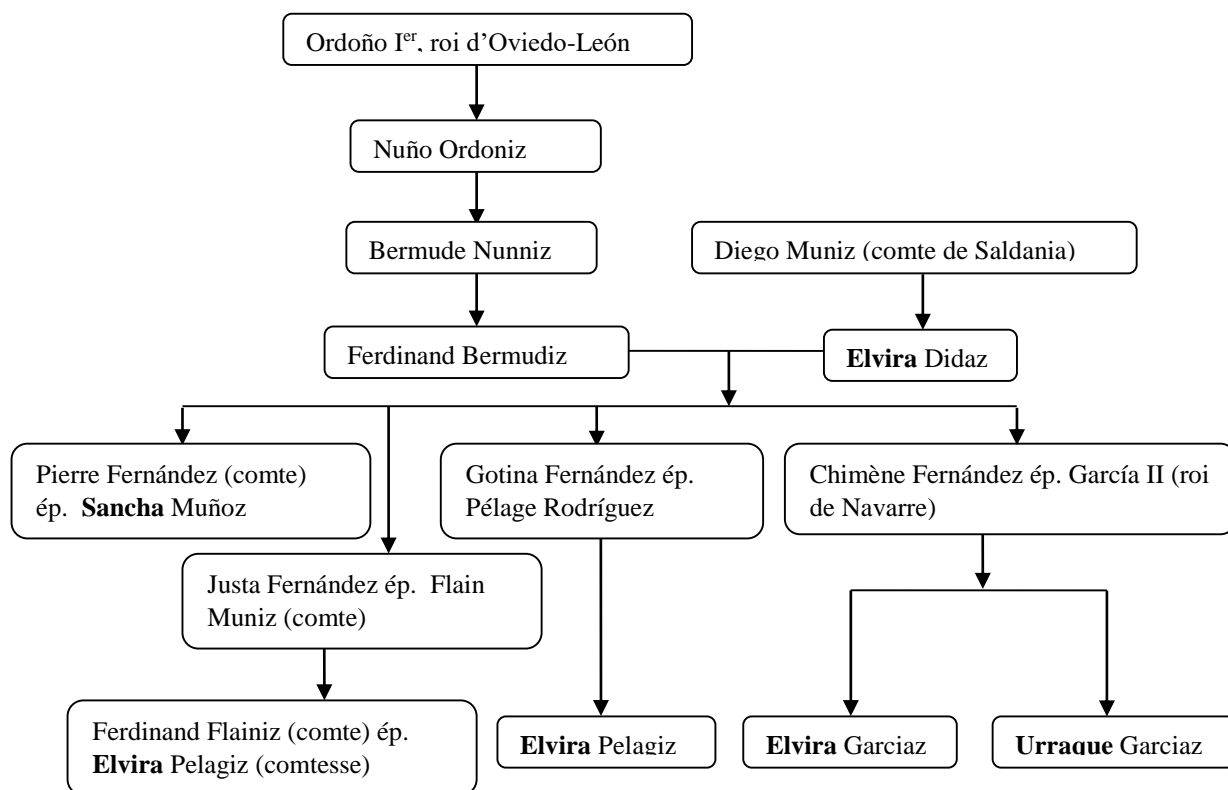 Ordoño Ier, roi d’Oviedo-León
Nuño Ordoniz
Bermude Nunniz
Diego Muniz (comte de Saldania)
Ferdinand Bermudiz
Elvira Didaz
Pierre Fernández (comte)
ép. Sancha Muñoz
Gotina Fernández ép.
Pélage Rodríguez
Chimène Fernández ép. García II (roi
de Navarre)
Justa Fernández ép. Flain
Muniz (comte)
Ferdinand Flainiz (comte) ép.
Elvira Pelagiz (comtesse)
Elvira Pelagiz
Elvira Garciaz
Urraque Garciaz